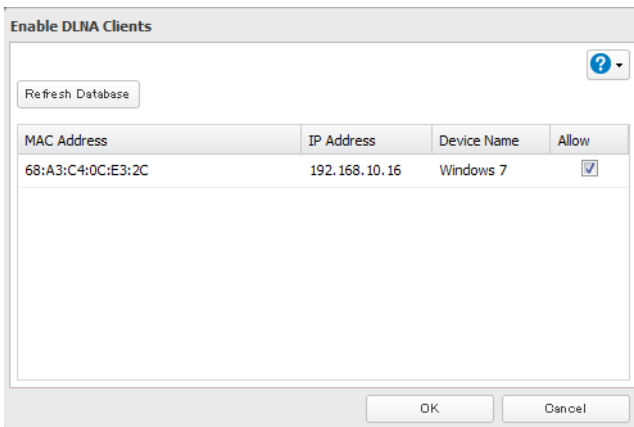 Enable DLNA Clients
?
Refresh Database
MAC Address IP Address Device Name Allow
68:A3:C4:0C:E3:2C 192.168.10.16 Windows 7
OK Cancel